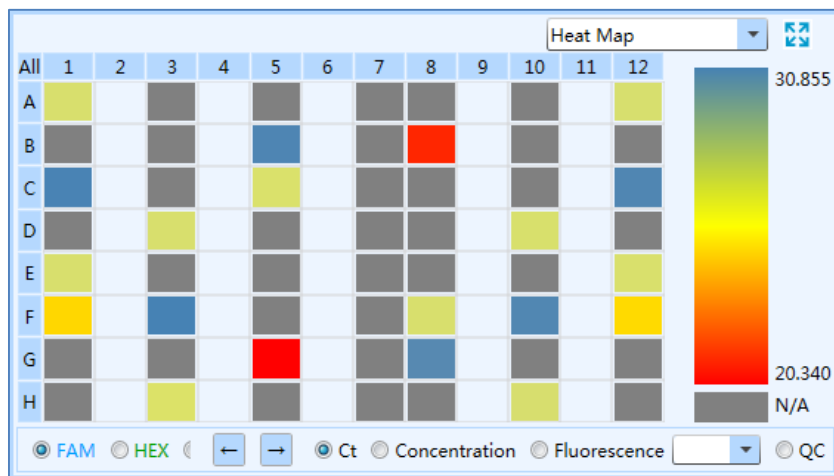 Heat Map
All 1 2 3 4 5 6 7 8 9 10 11 12
30.855
A
B
C
D
E
F
G
20.340
H
N/A
FAM HEX ← → Ct Concentration Fluorescence QC